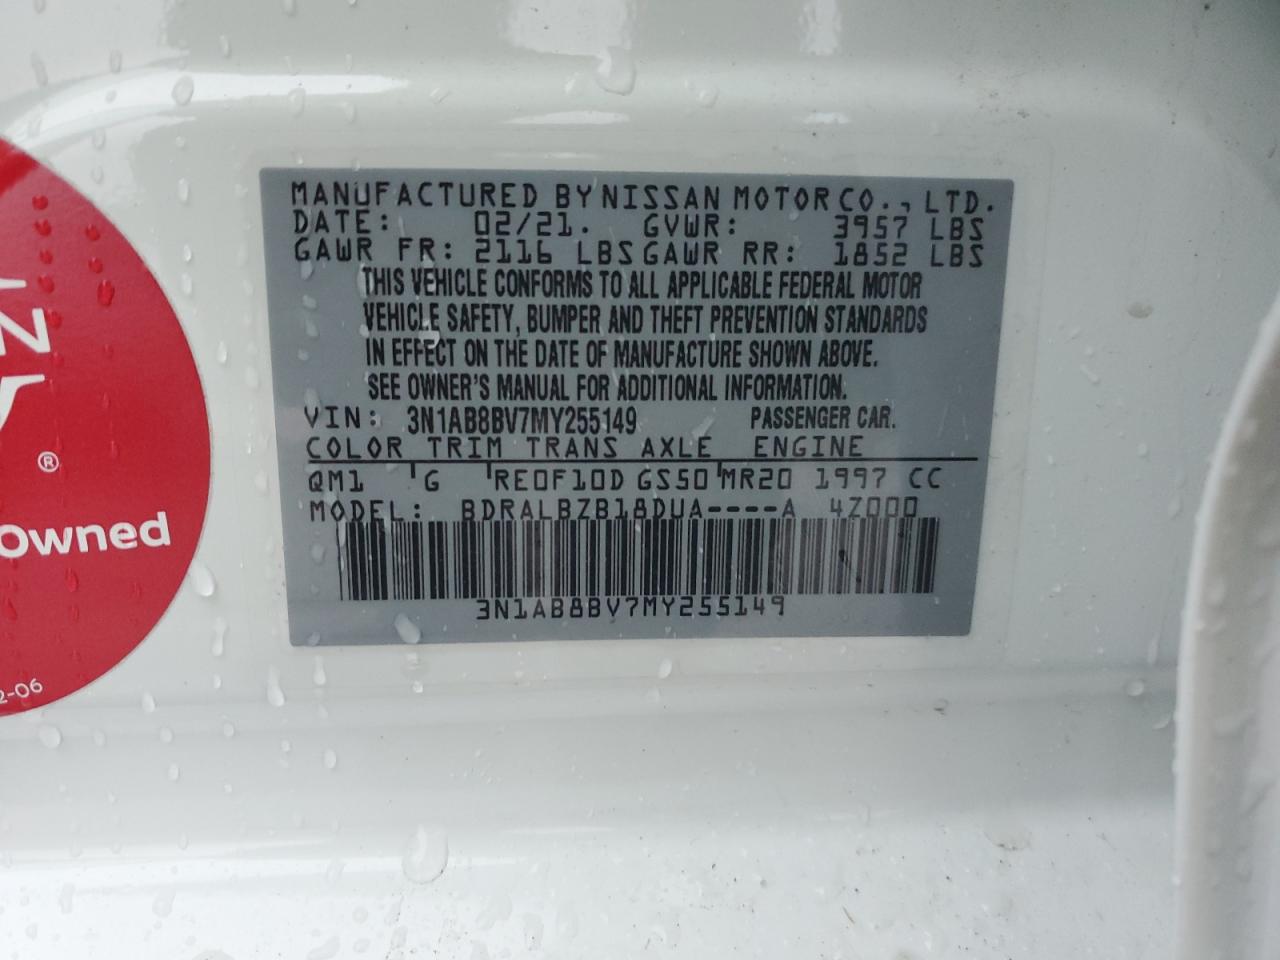 MANUFACTURED BY NISSAN MOTOR CO., LTD.
DATE: 02/21. GVWR: 3957 LBS
GAWR FR: 2116 LBS GAWR RR: 1852 LBS
THIS VEHICLE CONFORMS TO ALL APPLICABLE FEDERAL MOTOR
VEHICLE SAFETY, BUMPER AND THEFT PREVENTION STANDARDS
IN EFFECT ON THE DATE OF MANUFACTURE SHOWN ABOVE.
SEE OWNER'S MANUAL FOR ADDITIONAL INFORMATION.
VIN: 3N1AB8BV7MY255149 PASSENGER CAR.
COLOR TRIM TRANS AXLE ENGINE
QM1 G RE0F10D GS50 MR20 1997 CC
MODEL: BDRALBZB18DUA----A 4Z000
3N1AB8BV7MY255149
N
®
Owned
2-06